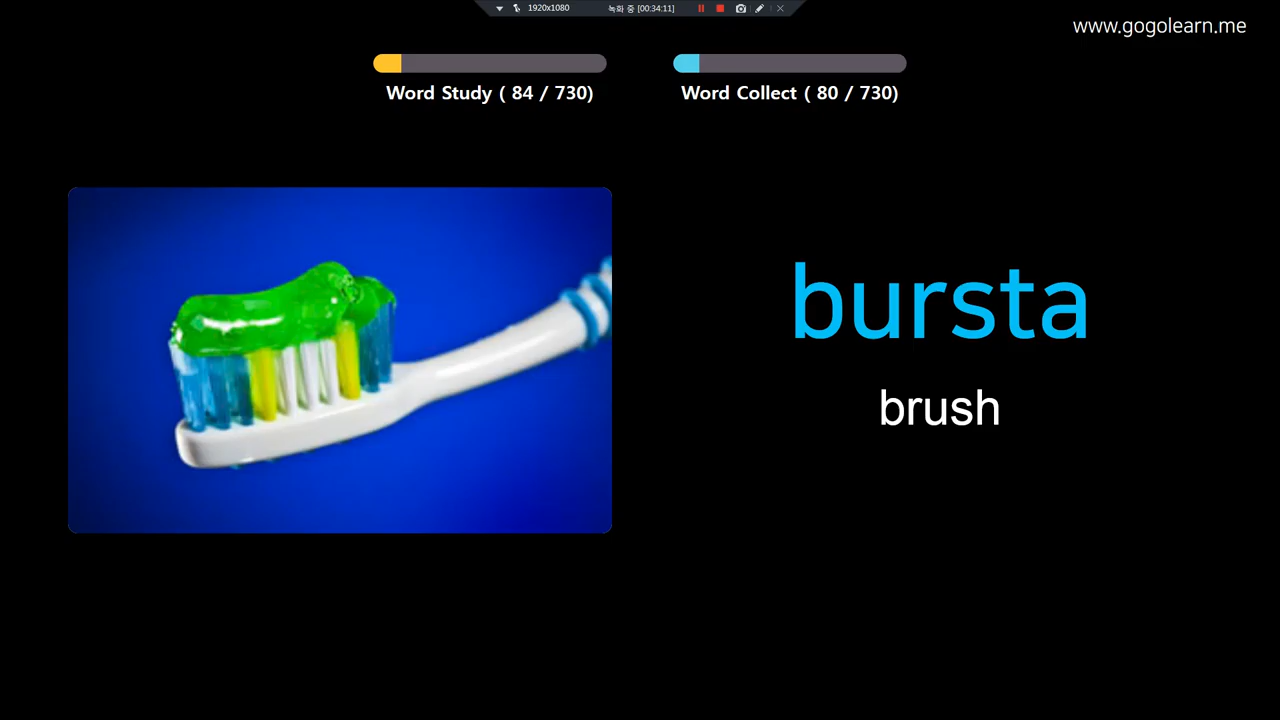 1920x1080 녹화 중 [00:34:11]
www.gogolearn.me
Word Study ( 84 / 730)
Word Collect ( 80 / 730)
bursta
brush